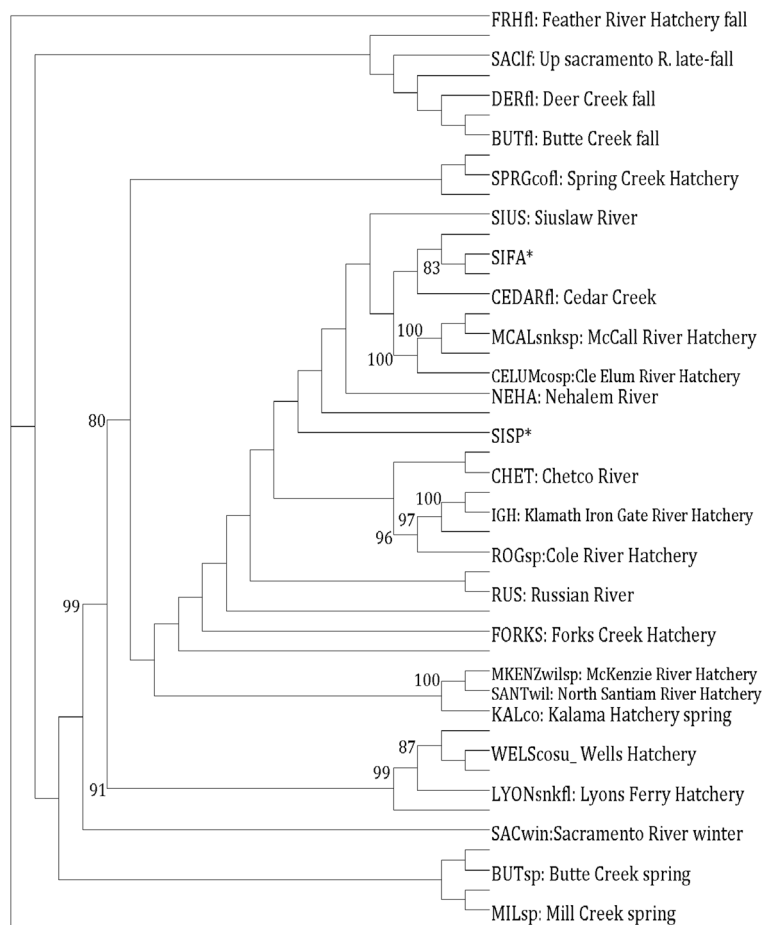 FRHfl: Feather River Hatchery fall
SAClf: Up sacramento R. late-fall
DERfl: Deer Creek fall
BUTfl: Butte Creek fall
SPRGcofl: Spring Creek Hatchery
SIUS: Siuslaw River
SIFA*
83
CEDARfl: Cedar Creek
100
MCALsnksp: McCall River Hatchery
100
CELUMcosp:Cle Elum River Hatchery
NEHA: Nehalem River
80
SISP*
CHET: Chetco River
100
IGH: Klamath Iron Gate River Hatchery
97
96
ROGsp:Cole River Hatchery
RUS: Russian River
99
FORKS: Forks Creek Hatchery
MKENZwilsp: McKenzie River Hatchery
100
SANTwil: North Santiam River Hatchery
KALco: Kalama Hatchery spring
87
WELScosu_ Wells Hatchery
99
91
LYONsnkfl: Lyons Ferry Hatchery
SACwin:Sacramento River winter
BUTsp: Butte Creek spring
MILsp: Mill Creek spring